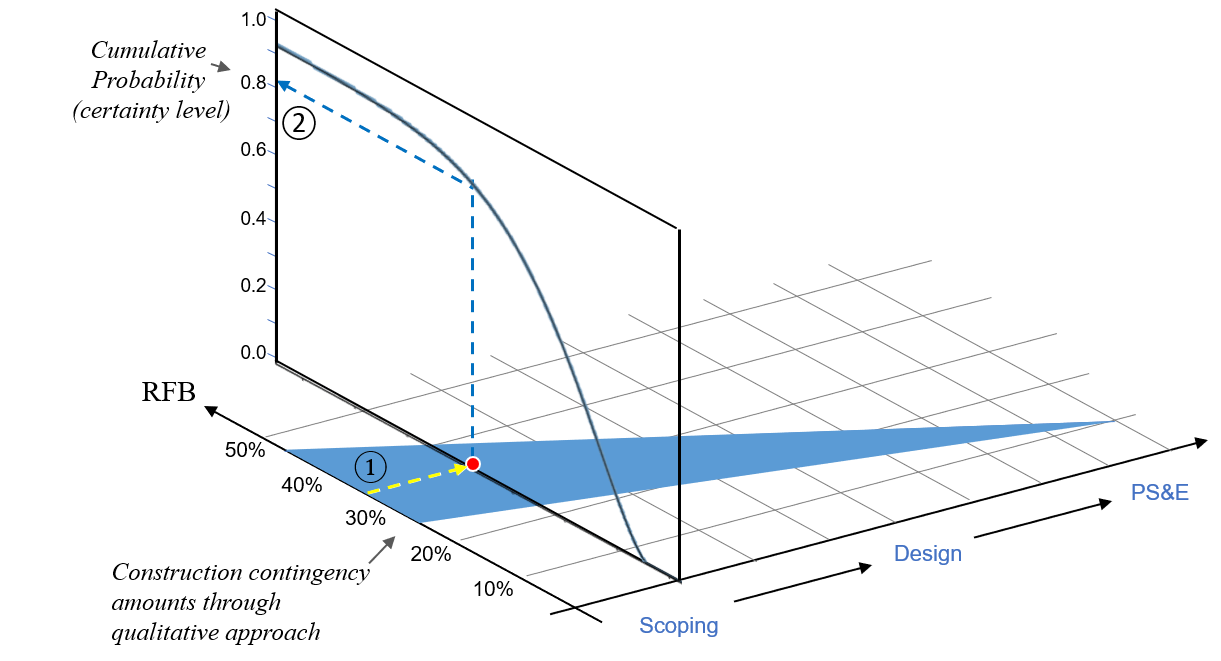 1.0
Cumulative
Probability
(certainty level)
0.8
②
0.6
0.4
0.2
0.0
RFB
50%
①
40%
30%
20%
10%
Construction contingency
amounts through
qualitative approach
Scoping
Design
PS&E